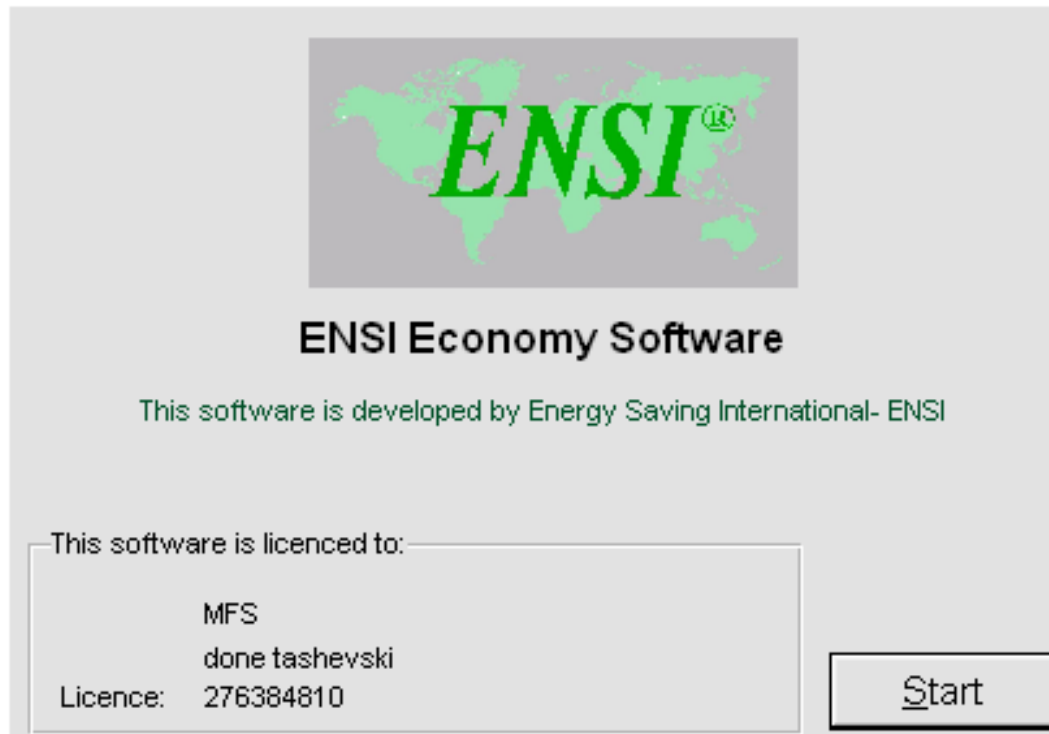 ENSI®
ENSI Economy Software
This software is developed by Energy Saving International- ENSI
This software is licenced to:
MFS
done tashevski
Licence: 276384810
Start